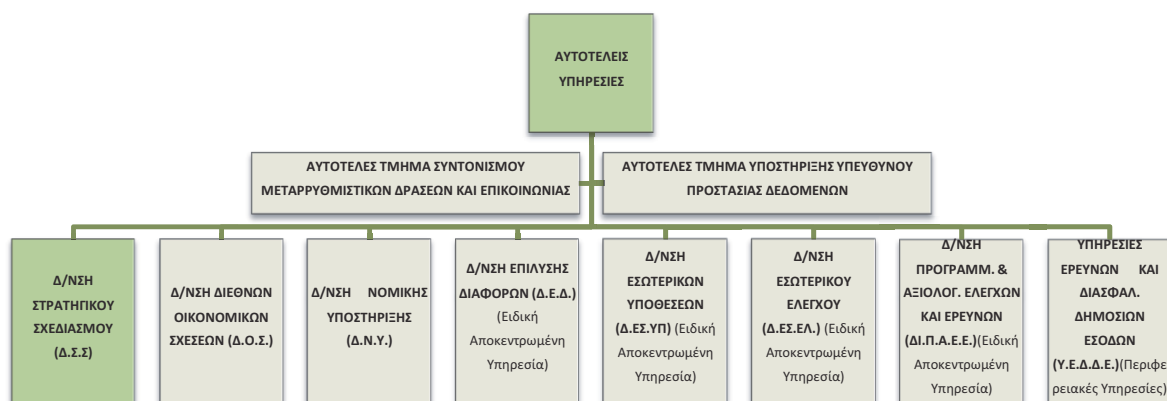 ΑΥΤΟΤΕΛΕΙΣ
ΥΠΗΡΕΣΙΕΣ
ΑΥΤΟΤΕΛΕΣ ΤΜΗΜΑ ΣΥΝΤΟΝΙΣΜΟΥ
ΜΕΤΑΡΡΥΘΜΙΣΤΙΚΩΝ ΔΡΑΣΕΩΝ ΚΑΙ ΕΠΙΚΟΙΝΩΝΙΑΣ
ΑΥΤΟΤΕΛΕΣ ΤΜΗΜΑ ΥΠΟΣΤΗΡΙΞΗΣ ΥΠΕΥΘΥΝΟΥ
ΠΡΟΣΤΑΣΙΑΣ ΔΕΔΟΜΕΝΩΝ
Δ/ΝΣΗ
ΣΤΡΑΤΗΓΙΚΟΥ
ΣΧΕΔΙΑΣΜΟΥ
(Δ.Σ.Σ)
Δ/ΝΣΗ ΔΙΕΘΝΩΝ
ΟΙΚΟΝΟΜΙΚΩΝ
ΣΧΕΣΕΩΝ (Δ.Ο.Σ.)
Δ/ΝΣΗ ΝΟΜΙΚΗΣ
ΥΠΟΣΤΗΡΙΞΗΣ
(Δ.Ν.Υ.)
Δ/ΝΣΗ ΕΠΙΛΥΣΗΣ
ΔΙΑΦΟΡΩΝ (Δ.Ε.Δ.)
(Ειδική
Αποκεντρωμένη
Υπηρεσία)
Δ/ΝΣΗ
ΕΣΩΤΕΡΙΚΩΝ
ΥΠΟΘΕΣΕΩΝ
(Δ.ΕΣ.ΥΠ) (Ειδική
Αποκεντρωμένη
Υπηρεσία)
Δ/ΝΣΗ
ΕΣΩΤΕΡΙΚΟΥ
ΕΛΕΓΧΟΥ
(Δ.ΕΣ.ΕΛ.) (Ειδική
Αποκεντρωμένη
Υπηρεσία)
Δ/ΝΣΗ
ΠΡΟΓΡΑΜΜ. &
ΑΞΙΟΛΟΓ. ΕΛΕΓΧΩΝ
ΚΑΙ ΕΡΕΥΝΩΝ
(ΔΙ.Π.Α.Ε.Ε.)(Ειδική
Αποκεντρωμένη
Υπηρεσία)
ΥΠΗΡΕΣΙΕΣ
ΕΡΕΥΝΩΝ ΚΑΙ
ΔΙΑΣΦΑΛ.
ΔΗΜΟΣΙΩΝ
ΕΣΟΔΩΝ
(Υ.Ε.Δ.Δ.Ε.)(Περιφε
ρειακές Υπηρεσίες)